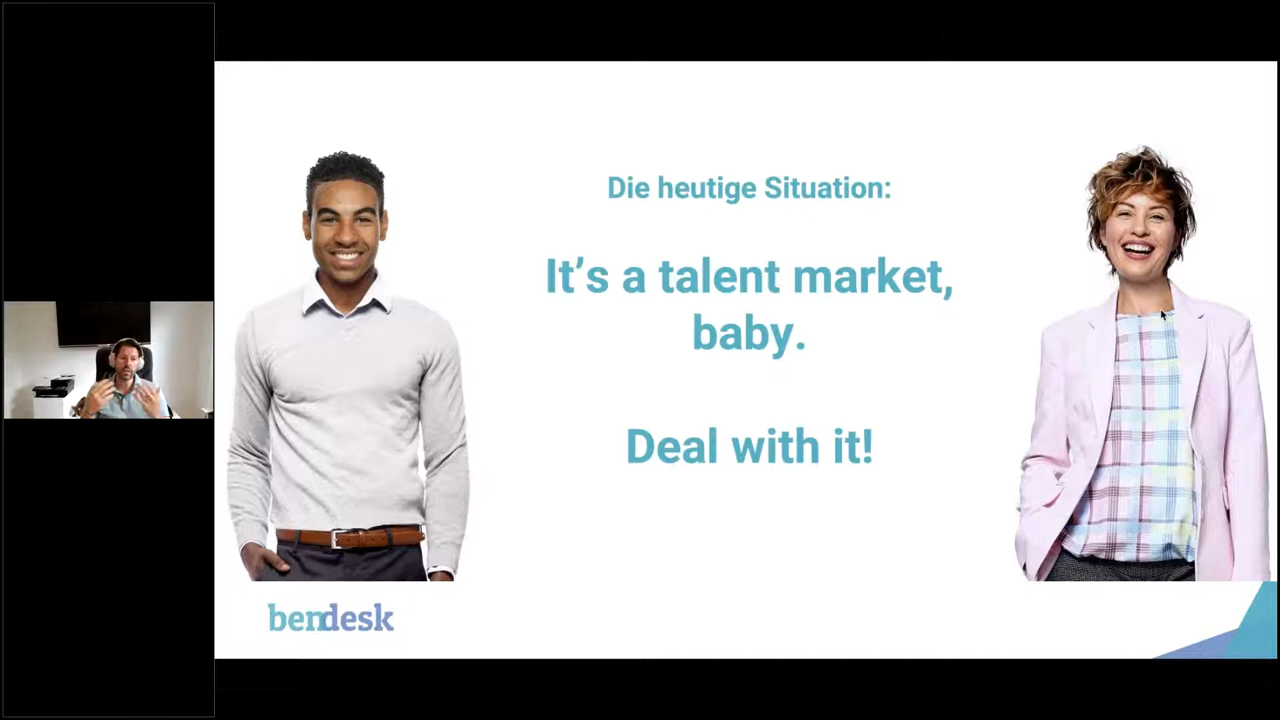 Die heutige Situation:
It's a talent market,
baby.
Deal with it!
bendesk